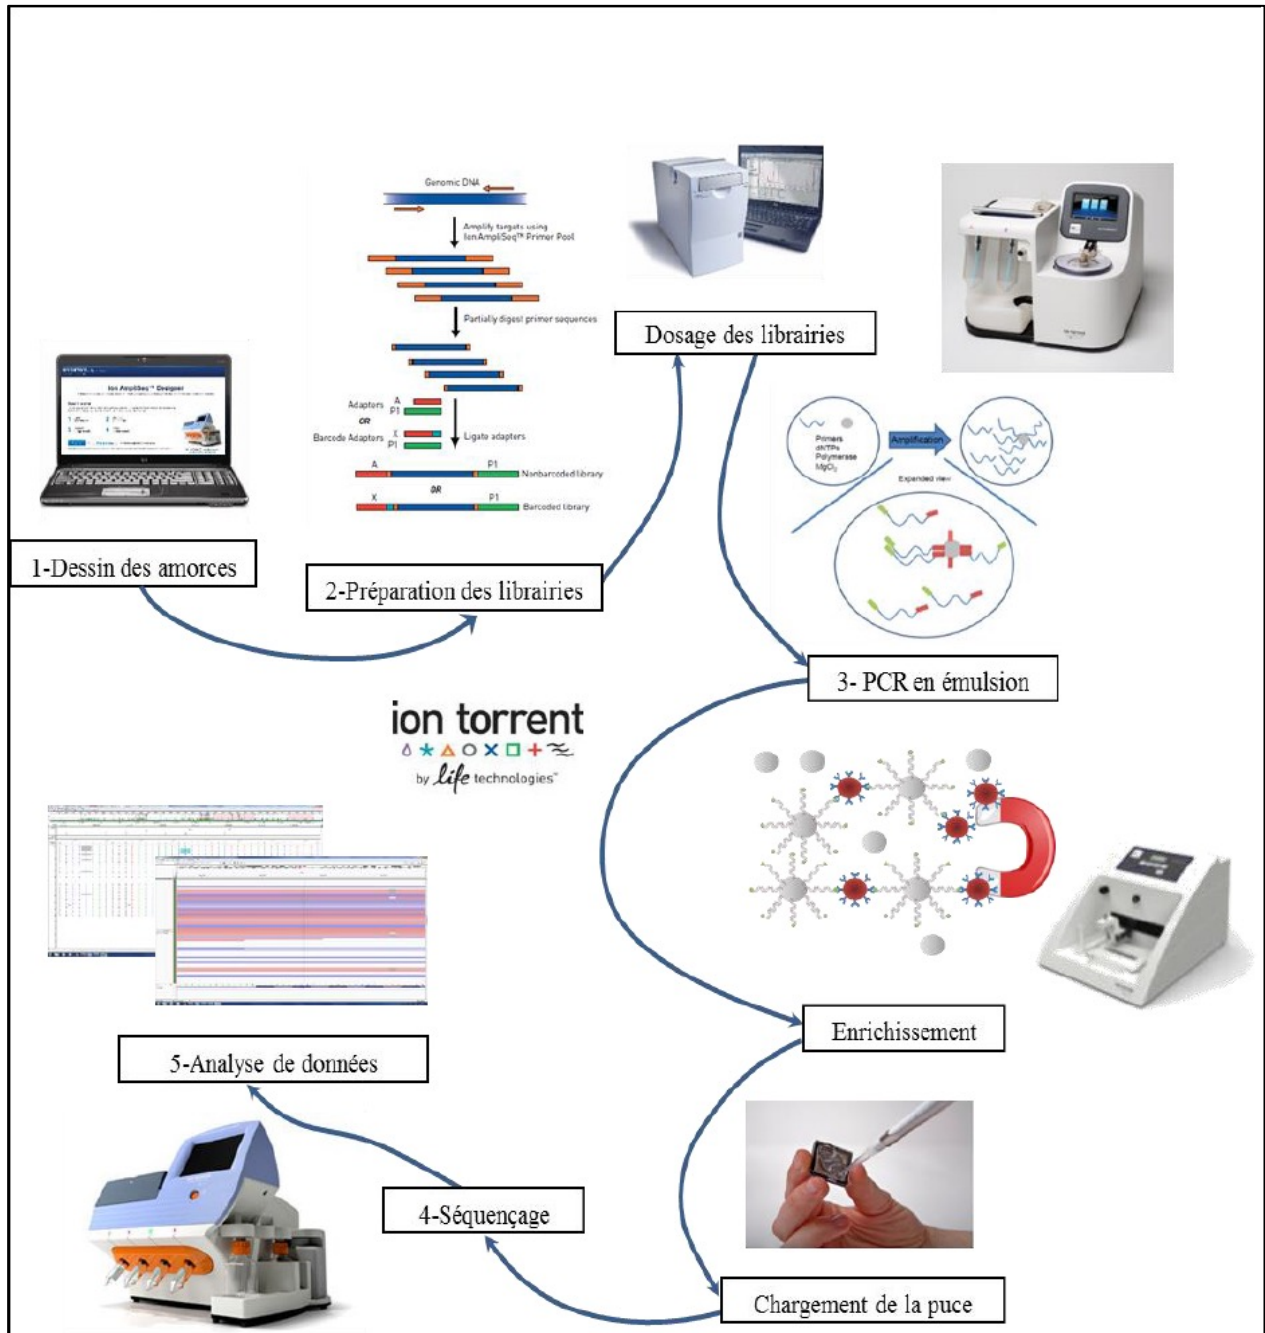 Genomic DNA
Amplify targets using
Ion AmpliSeq™ Primer Pool
Partially digest primer sequences
Adapters
A
P1
OR
Barcode Adapters
X
P1
Ligate adapters
A
P1
Nonbarcoded library
OR
X
P1
Barcoded library
Dosage des librairies
Ion AmpliSeq™ Designer
1-Dessin des amorces
2-Préparation des librairies
Primers
dNTPs
Polymerase
MgCl₂
Amplification
Expanded view
3- PCR en émulsion
ion torrent
by life technologies™
Enrichissement
5-Analyse de données
4-Séquençage
Chargement de la puce